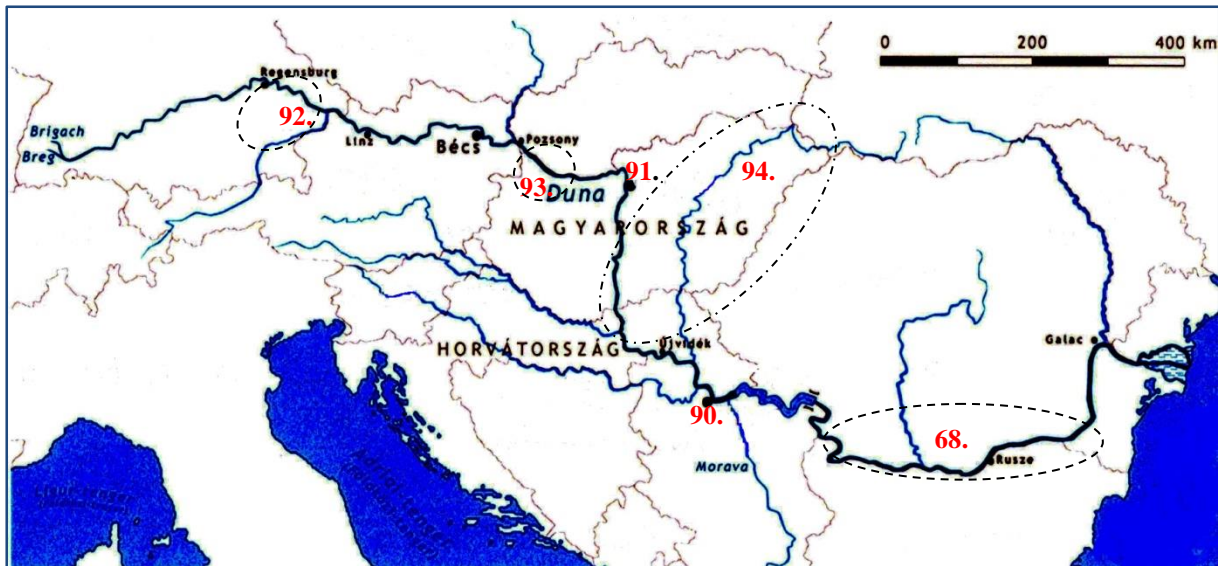 0 200 400 km
Regensburg
92.
Brigach
Breg
Linz
Bécs
Pozsony
93.
Duna
91.
94.
MAGYARORSZÁG
HORVÁTORSZÁG
Újvidék
Galac
90.
68.
Morava
Rusze